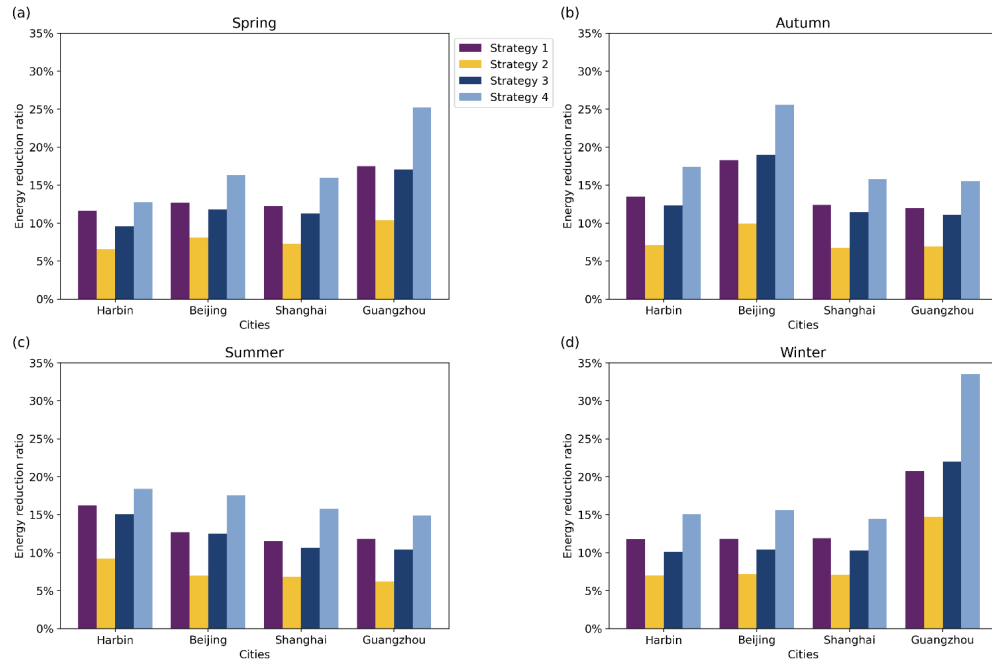 (a)
Spring
35%
30%
25%
20%
15%
10%
5%
0%
Energy reduction ratio
Harbin Beijing Shanghai Guangzhou
Cities
Strategy 1
Strategy 2
Strategy 3
Strategy 4
(b)
Autumn
35%
30%
25%
20%
15%
10%
5%
0%
Energy reduction ratio
Harbin Beijing Shanghai Guangzhou
Cities
(c)
Summer
35%
30%
25%
20%
15%
10%
5%
0%
Energy reduction ratio
Harbin Beijing Shanghai Guangzhou
Cities
(d)
Winter
35%
30%
25%
20%
15%
10%
5%
0%
Energy reduction ratio
Harbin Beijing Shanghai Guangzhou
Cities